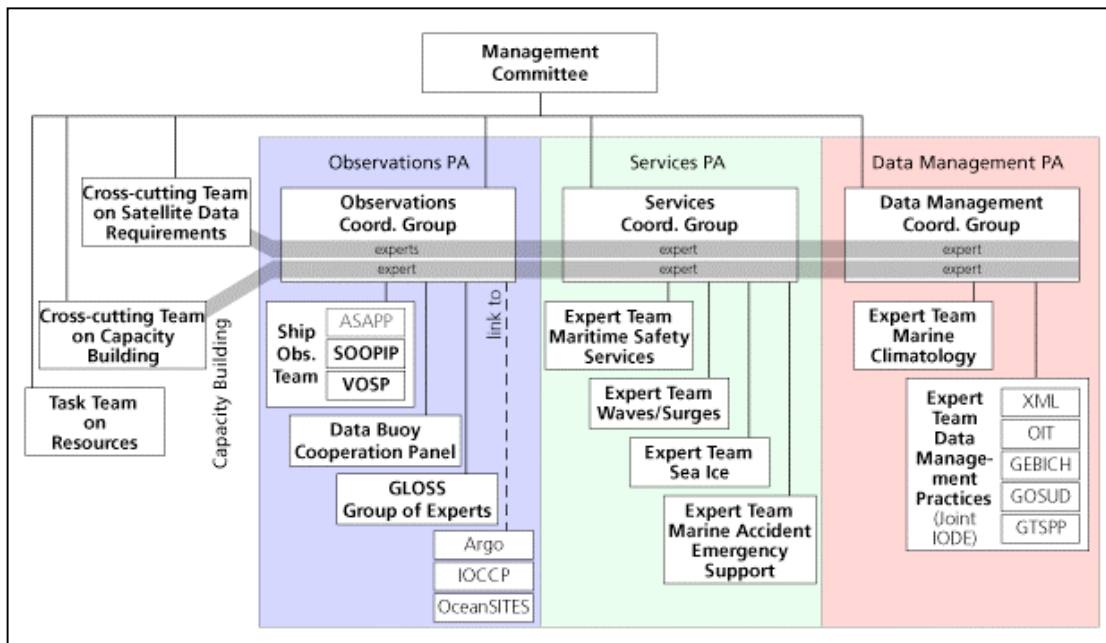 Management
Committee
Observations PA
Services PA
Data Management PA
Cross-cutting Team
on Satellite Data
Requirements
Observations
Coord. Group
experts
expert
Services
Coord. Group
expert
expert
Data Management
Coord. Group
expert
expert
Cross-cutting Team
on Capacity
Building
Capacity Building
Task Team
on
Resources
Ship
Obs.
Team
ASAPP
SOOPIP
VOSP
link to
Data Buoy
Cooperation Panel
GLOSS
Group of Experts
Argo
IOCCP
OceanSITES
Expert Team
Maritime Safety
Services
Expert Team
Waves/Surges
Expert Team
Sea Ice
Expert Team
Marine Accident
Emergency
Support
Expert Team
Marine
Climatology
Expert
Team
Data
Manage-
ment
Practices
(Joint
IODE)
XML
OIT
GEBICH
GOSUD
GTSPP